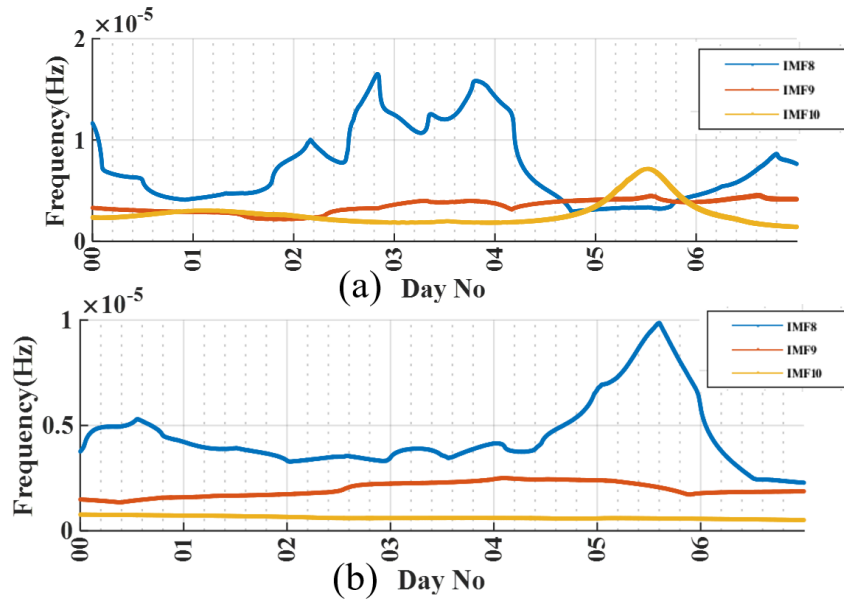 ×10⁻⁵
Frequency(Hz)
2
1
0
IMF8
IMF9
IMF10
00
01
02
03
04
05
06
(a) Day No
×10⁻⁵
Frequency(Hz)
1
0.5
0
IMF8
IMF9
IMF10
00
01
02
03
04
05
06
(b) Day No